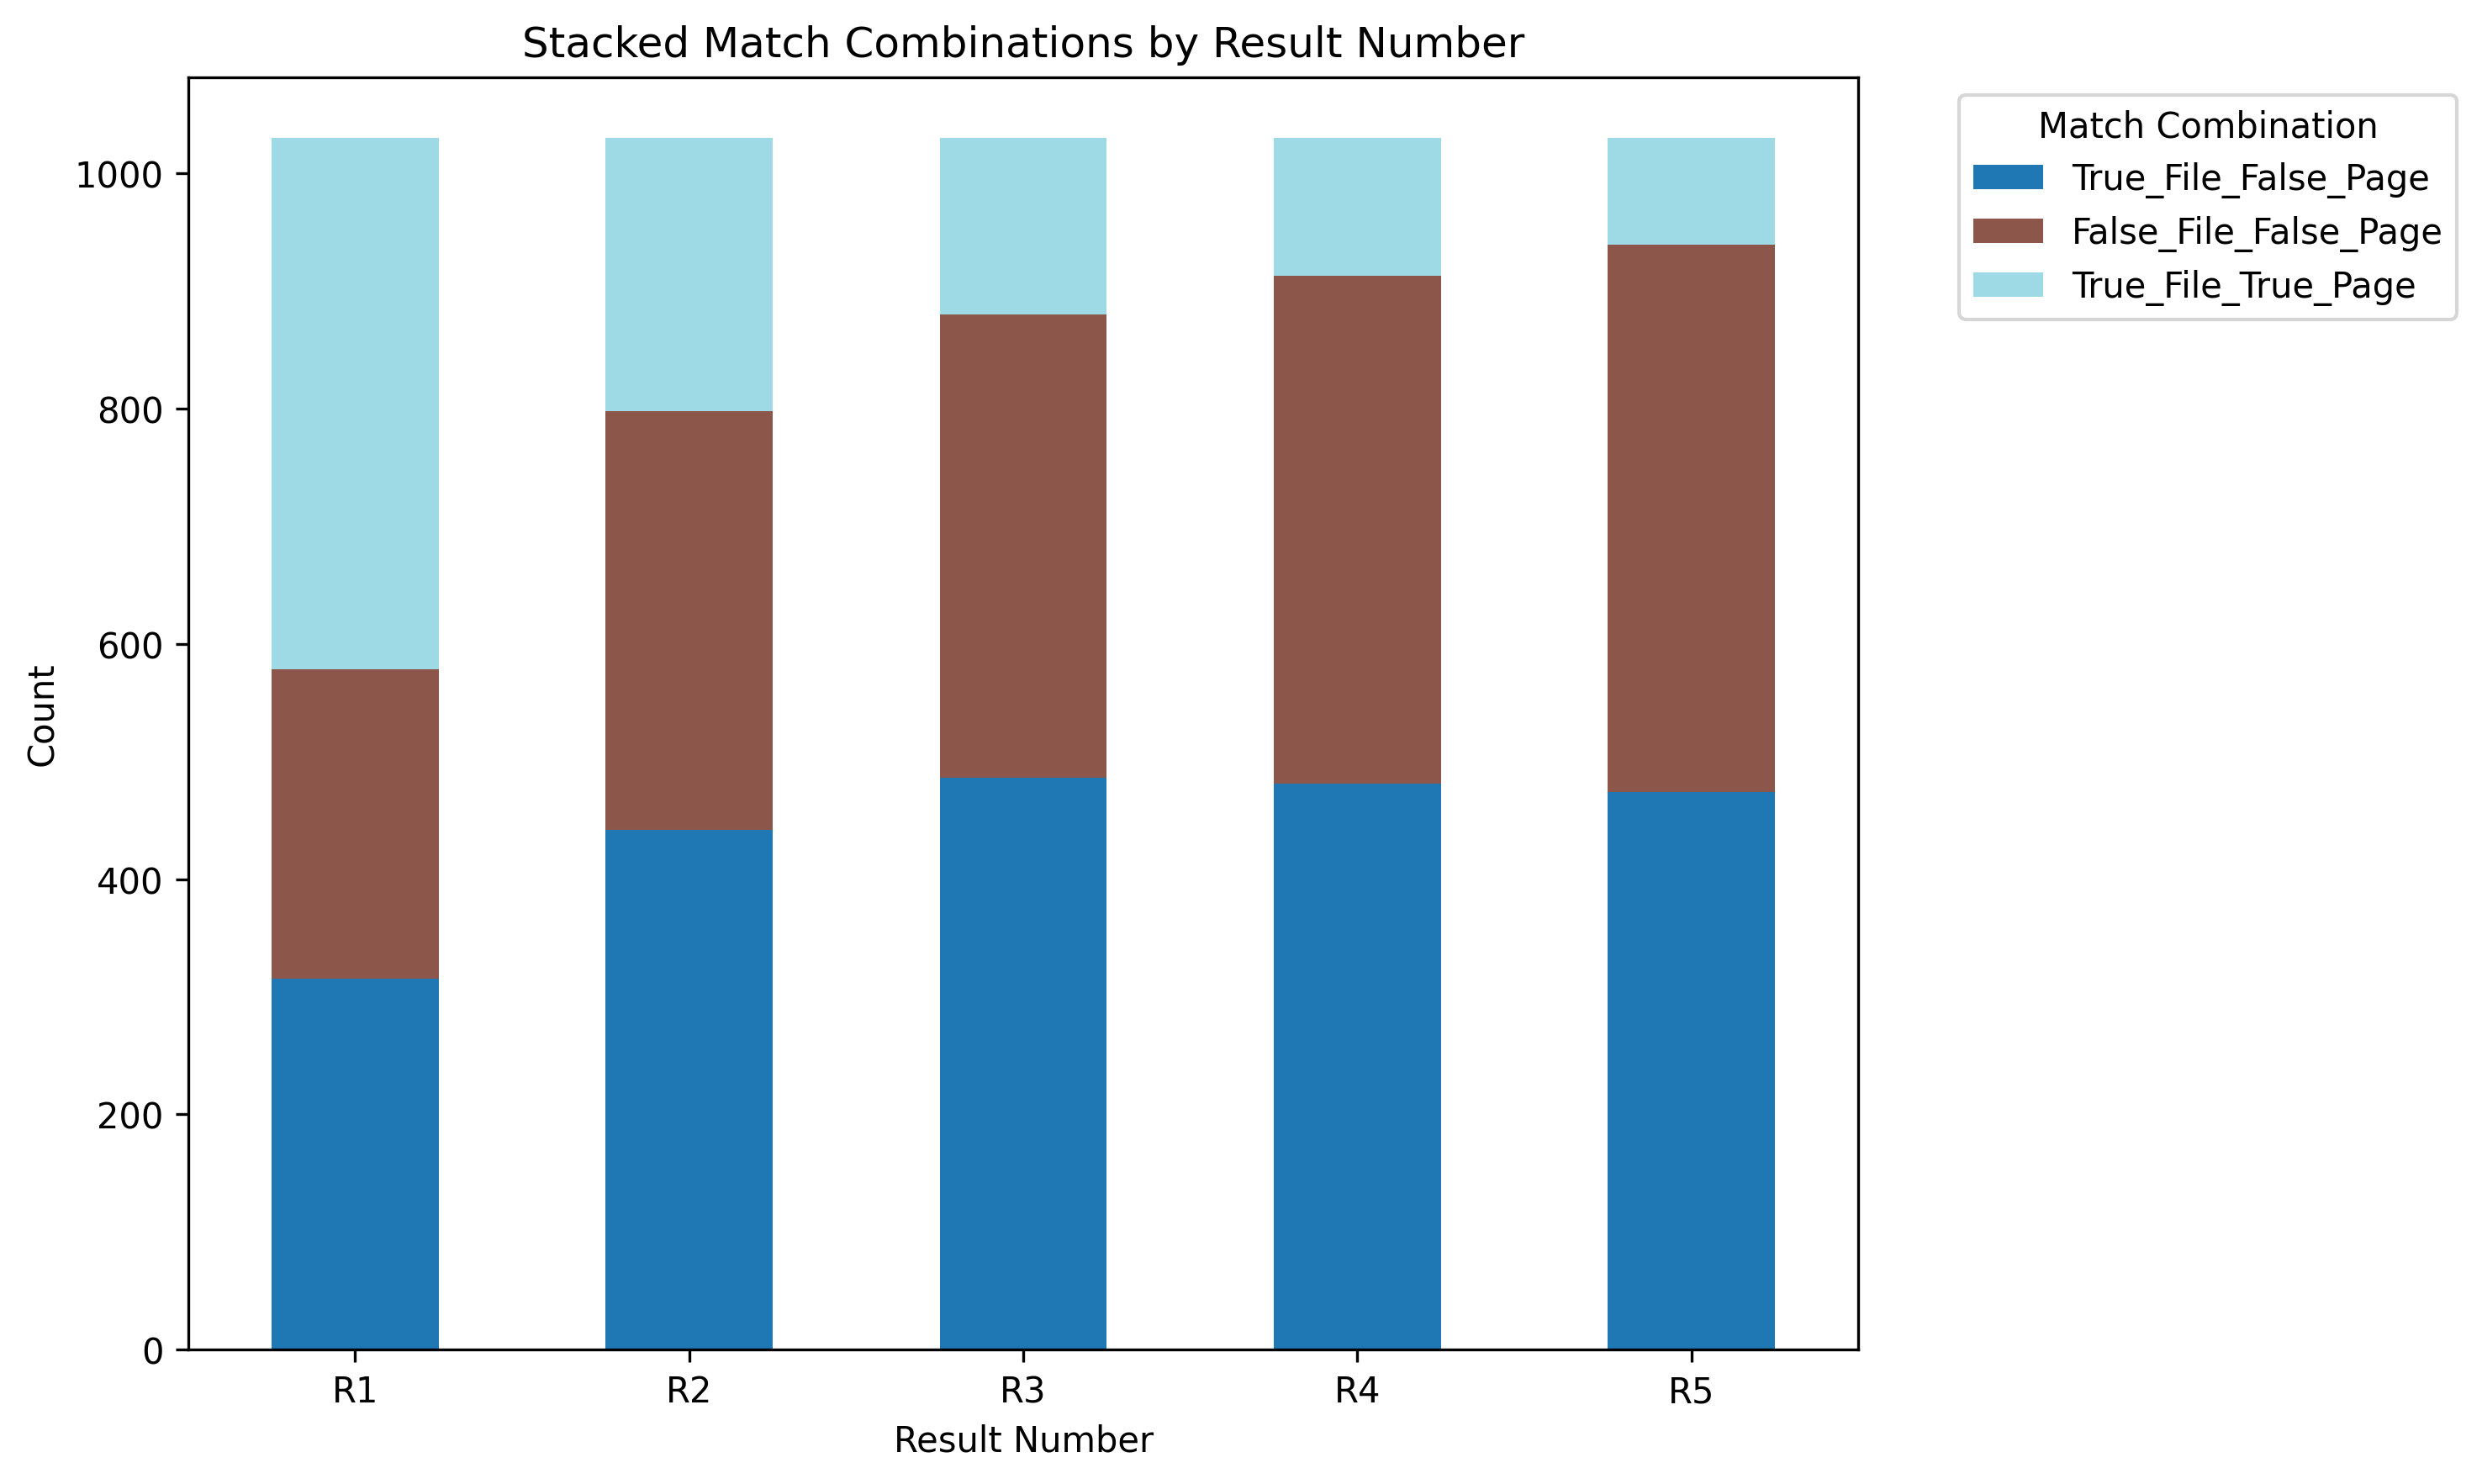 Stacked Match Combinations by Result Number
Match Combination
True_File_False_Page
False_File_False_Page
True_File_True_Page
1000
800
600
400
200
0
Count
R1 R2 R3 R4 R5
Result Number